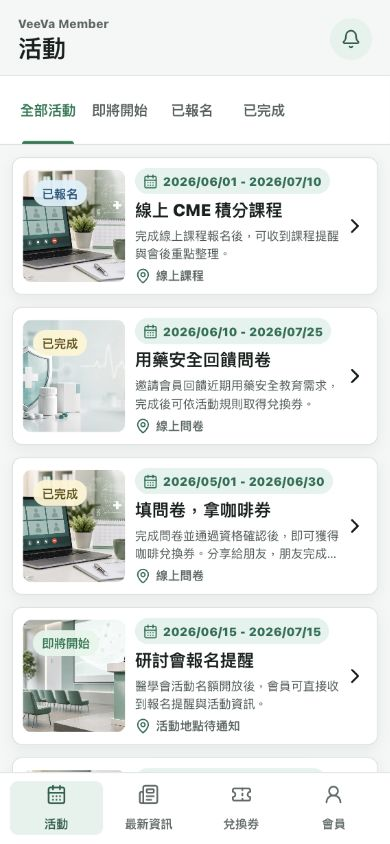 VeeVa Member
活動
全部活動 即將開始 已報名 已完成
已報名
2026/06/01 - 2026/07/10
線上 CME 積分課程
完成線上課程報名後，可收到課程提醒
與會後重點整理。
線上課程
已完成
2026/06/10 - 2026/07/25
用藥安全回饋問卷
邀請會員回饋近期用藥安全教育需求，
完成後可依活動規則取得兌換券。
線上問卷
已完成
2026/05/01 - 2026/06/30
填問卷，拿咖啡券
完成問卷並通過資格確認後，即可獲得
咖啡兌換券。分享給朋友，朋友完成...
線上問卷
即將開始
2026/06/15 - 2026/07/15
研討會報名提醒
醫學會活動名額開放後，會員可直接收
到報名提醒與活動資訊。
活動地點待通知
活動 最新資訊 兌換券 會員